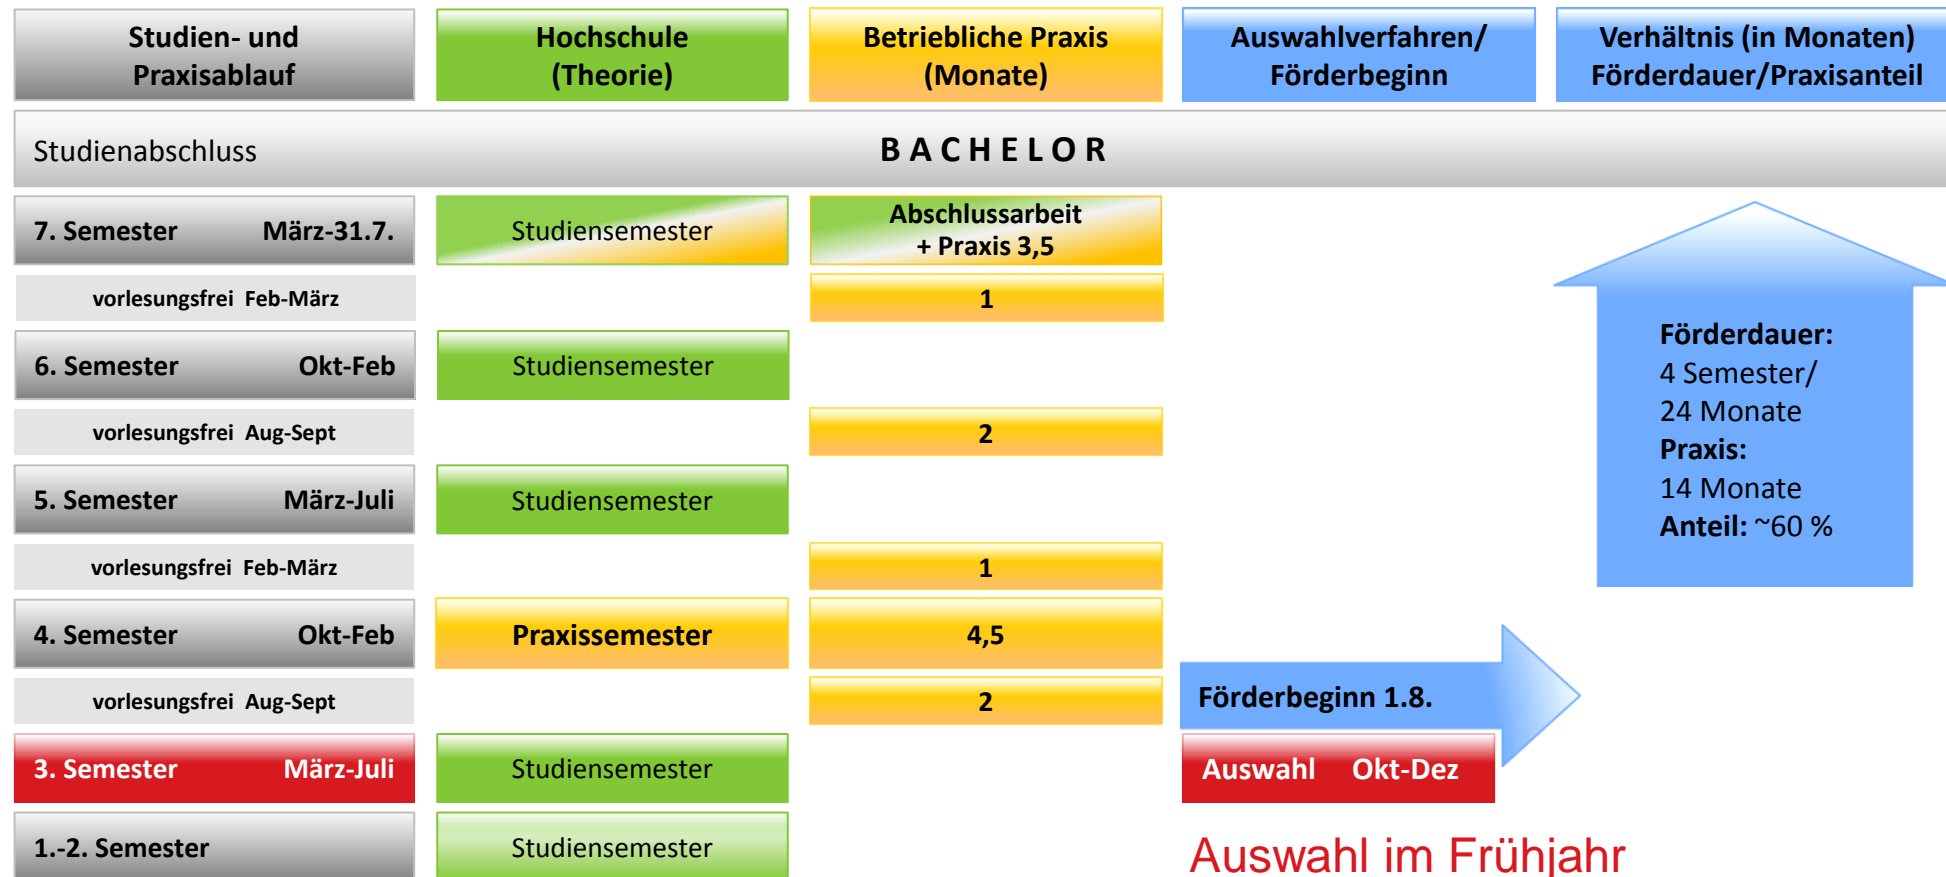 Studien- und
Praxisablauf
Hochschule
(Theorie)
Betriebliche Praxis
(Monate)
Auswahlverfahren/
Förderbeginn
Verhältnis (in Monaten)
Förderdauer/Praxisanteil
Studienabschluss BACHELOR
7. Semester März-31.7. Studiensemester
Abschlussarbeit
+ Praxis 3,5
vorlesungsfrei Feb-März 1
6. Semester Okt-Feb Studiensemester
vorlesungsfrei Aug-Sept 2
5. Semester März-Juli Studiensemester
vorlesungsfrei Feb-März 1
4. Semester Okt-Feb Praxissemester 4,5
vorlesungsfrei Aug-Sept 2
Förderbeginn 1.8.
3. Semester März-Juli Studiensemester
Auswahl Okt-Dez
1.-2. Semester Studiensemester
Auswahl im Frühjahr
Förderdauer:
4 Semester/
24 Monate
Praxis:
14 Monate
Anteil: ~60 %